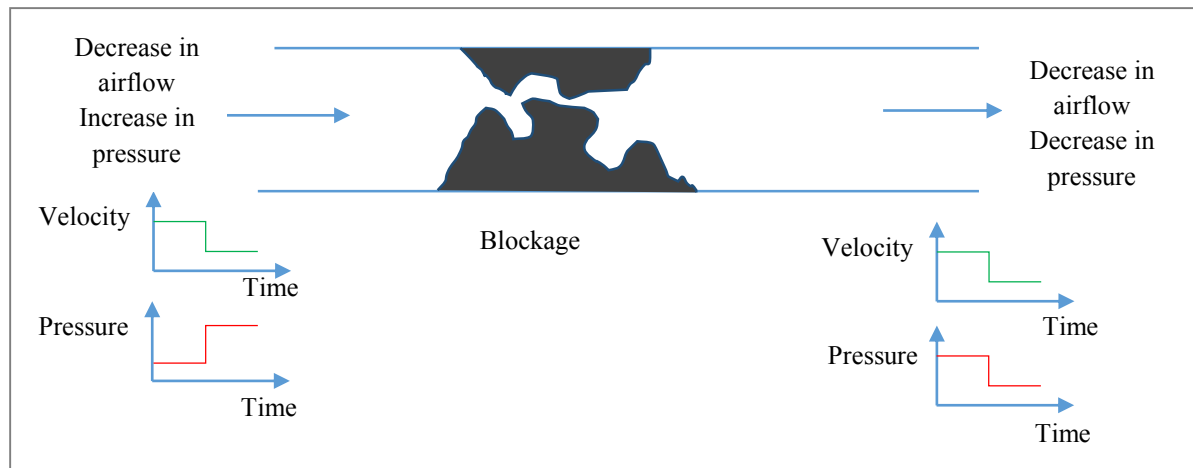 Decrease in
airflow
Increase in
pressure
Decrease in
airflow
Decrease in
pressure
Blockage
Velocity
Time
Pressure
Time
Velocity
Time
Pressure
Time